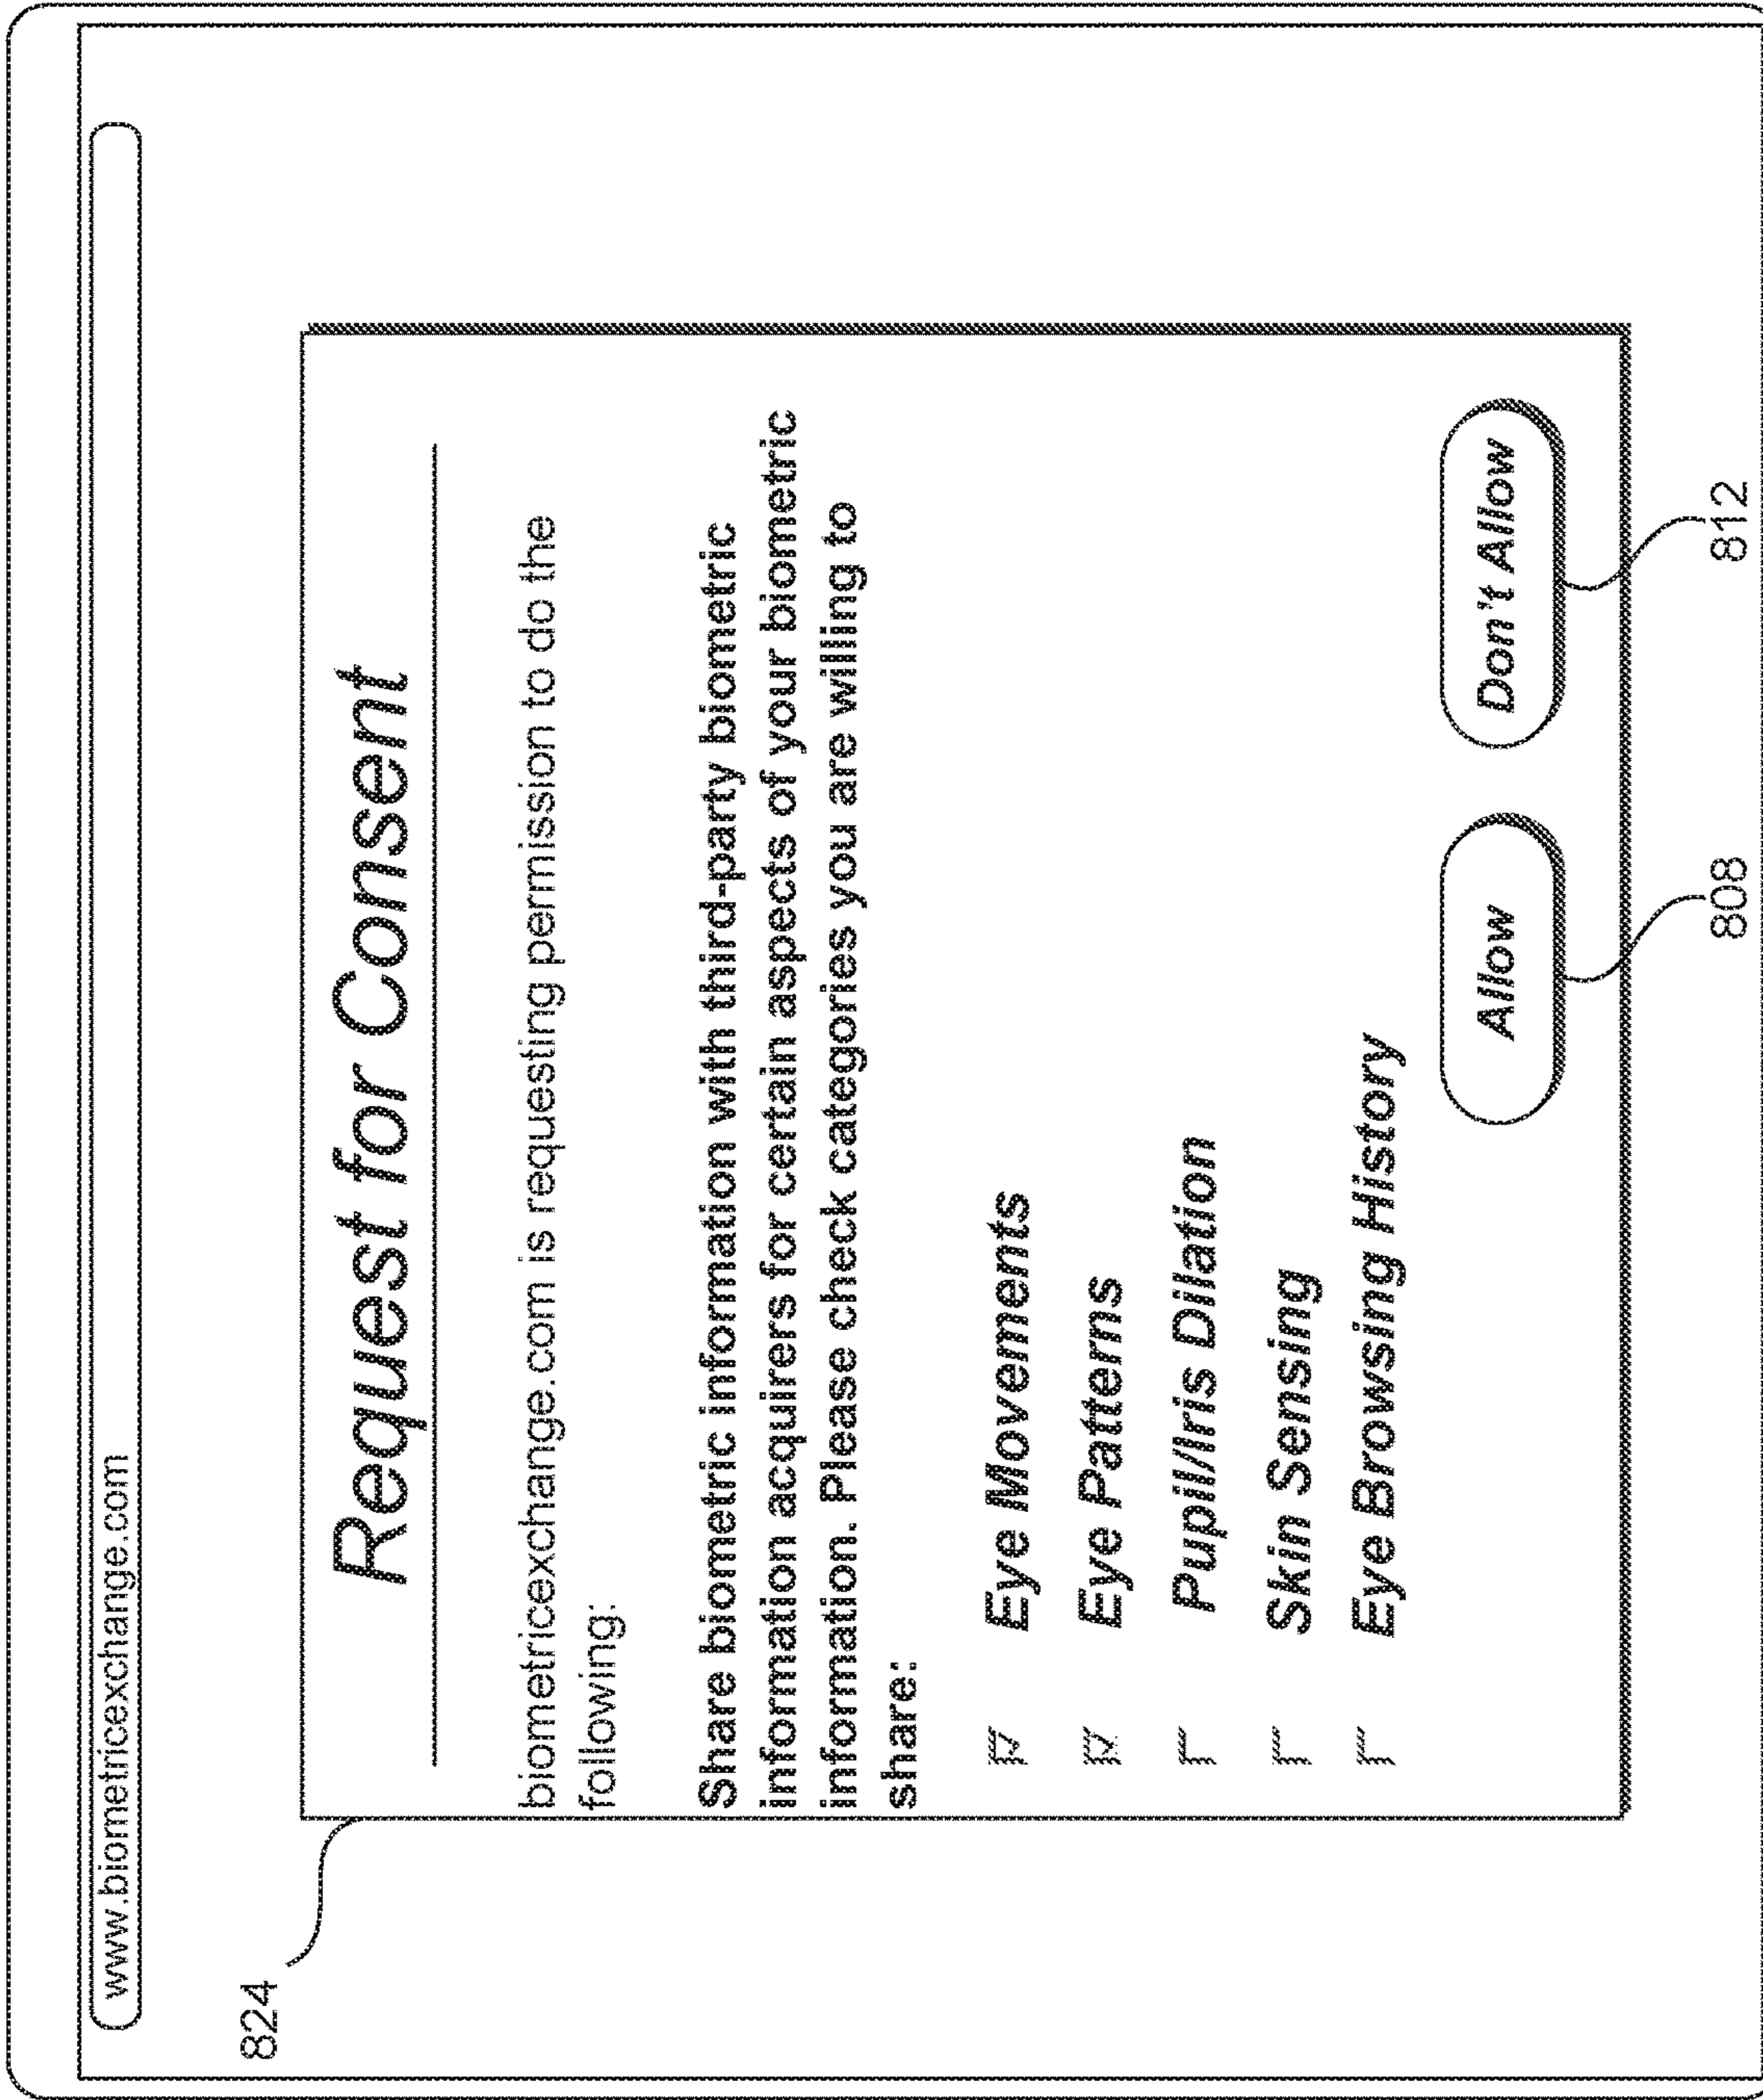 www.biometricexchange.com
824
Request for Consent
biometricexchange.com is requesting permission to do the
following:
Share biometric information with third-party biometric
information acquirers for certain aspects of your biometric
information. Please check categories you are willing to
share:
Eye Movements
Eye Patterns
Pupil/Iris Dilation
Skin Sensing
Eye Browsing History
Allow Don't Allow
808 812